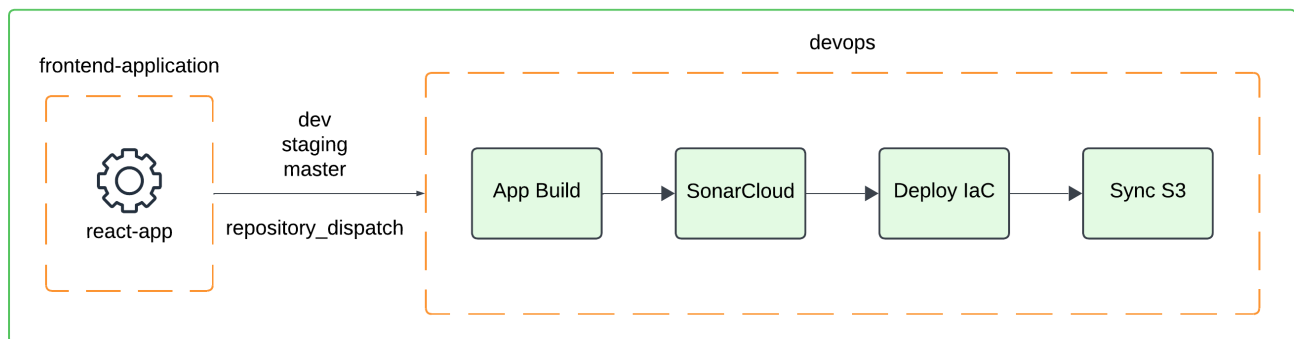 frontend-application
react-app
dev
staging
master
repository_dispatch
devops
App Build
SonarCloud
Deploy IaC
Sync S3